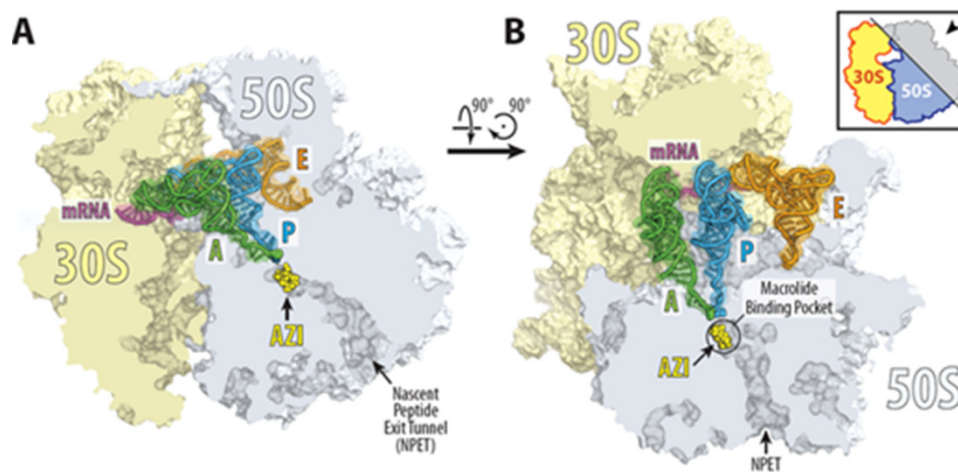 A
50S
E
mRNA
P
30S
A
AZI
Nascent
Peptide
Exit Tunnel
(NPET)
90°
90°
B
30S
30S
50S
mRNA
E
P
A
Macrolide
Binding Pocket
AZI
50S
NPET